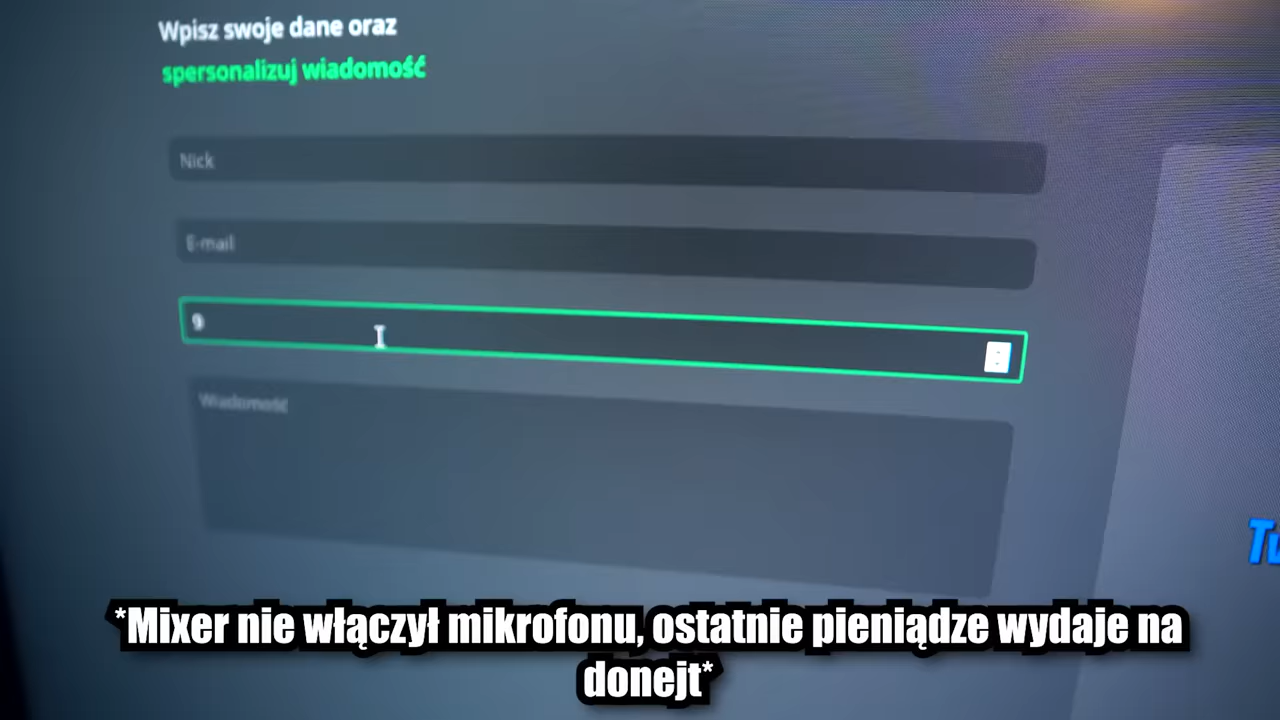 Wpisz swoje dane oraz
spersonalizuj wiadomość
Nick
E-mail
9
Wiadomość
*Mixer nie włączył mikrofonu, ostatnie pieniądze wydaje na
donejt*